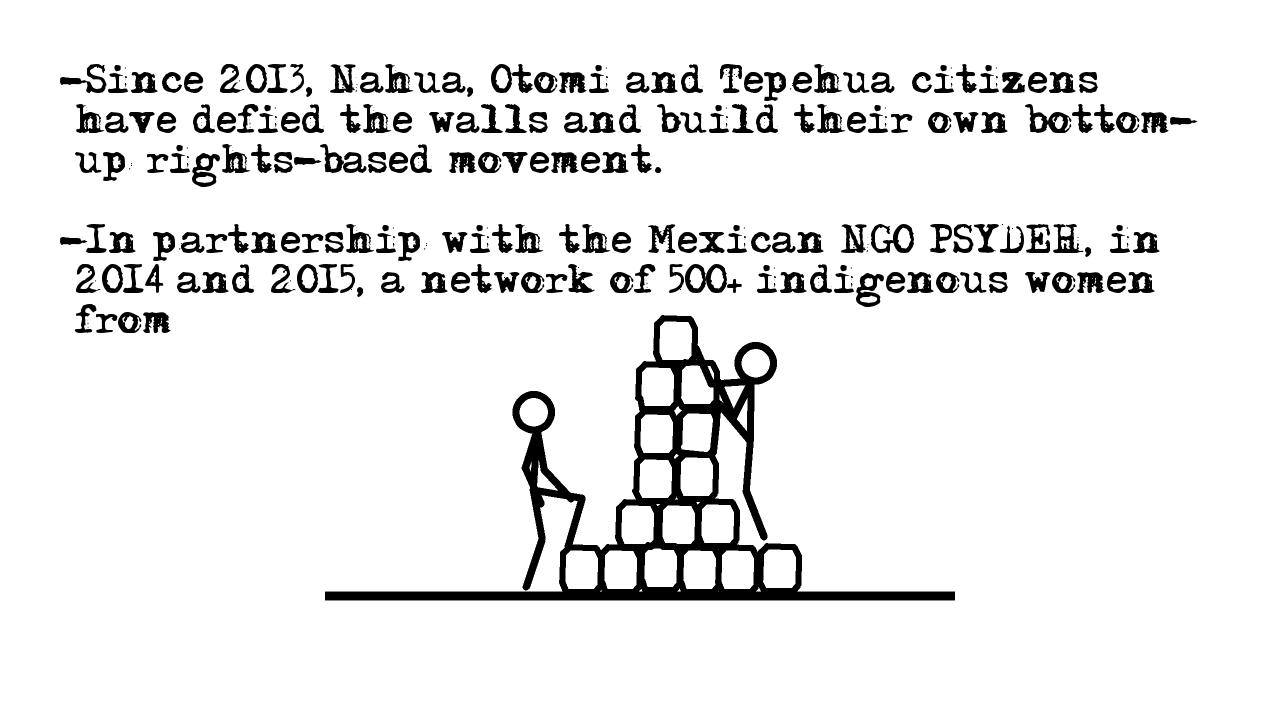 -Since 2013, Nahua, Otomi and Tepehua citizens
have defied the walls and build their own bottom-
up rights-based movement.
-In partnership with the Mexican NGO PSYDEH, in
2014 and 2015, a network of 500+ indigenous women
from